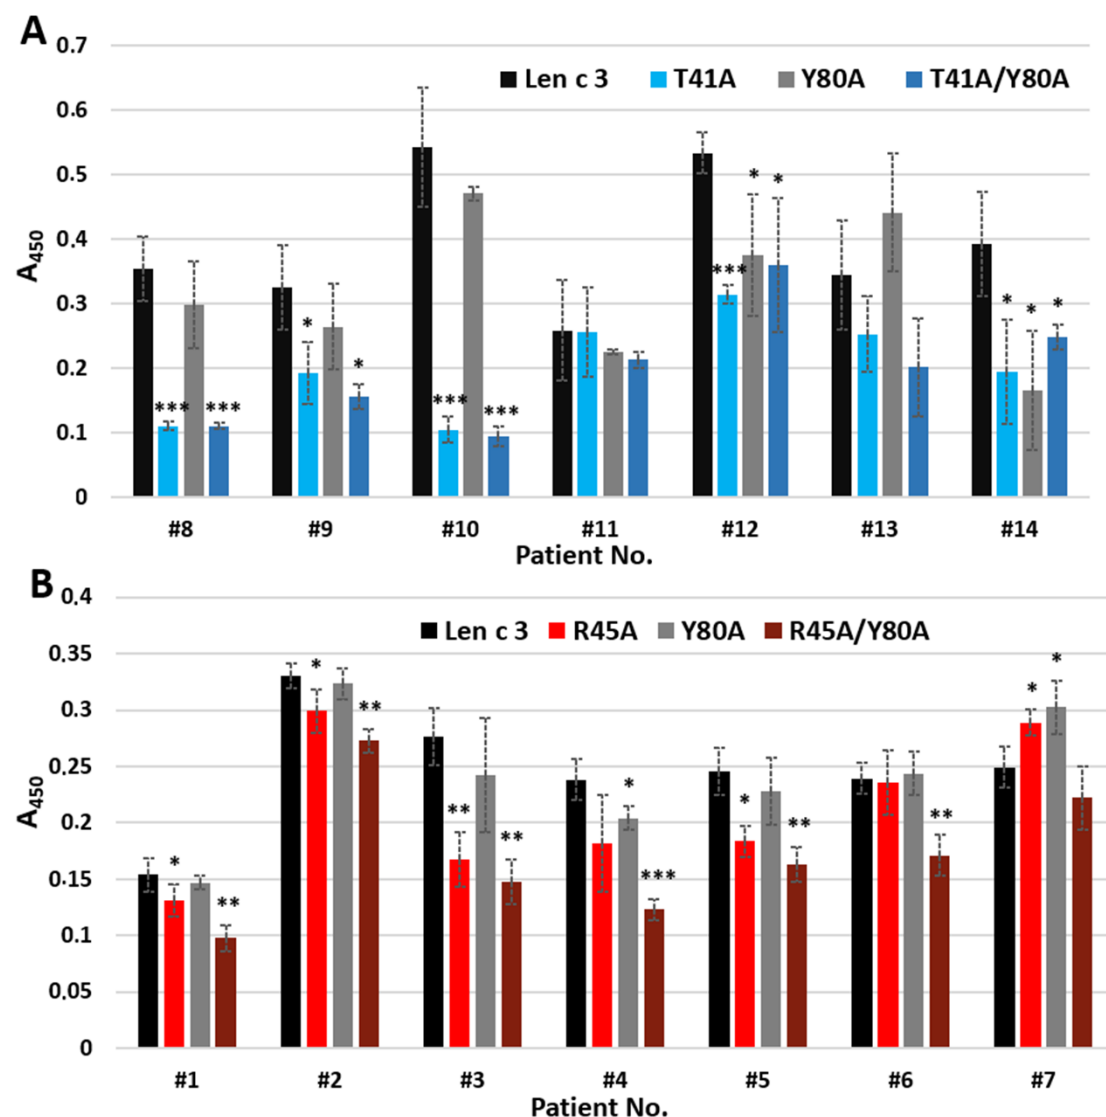 A
0.7
Len c 3 T41A Y80A T41A/Y80A
0.6
0.5
* *
0.4
***
0.3
* * * *
0.2
* *** *** *** ***
0.1
0
A450
#8 #9 #10 #11 #12 #13 #14
Patient No.
B
0.4
Len c 3 R45A Y80A R45A/Y80A
0.35
* * *
0.3
**
0.25
*
0.2
** ** * ** **
0.15
* ** ***
0.1
0.05
0
A450
#1 #2 #3 #4 #5 #6 #7
Patient No.